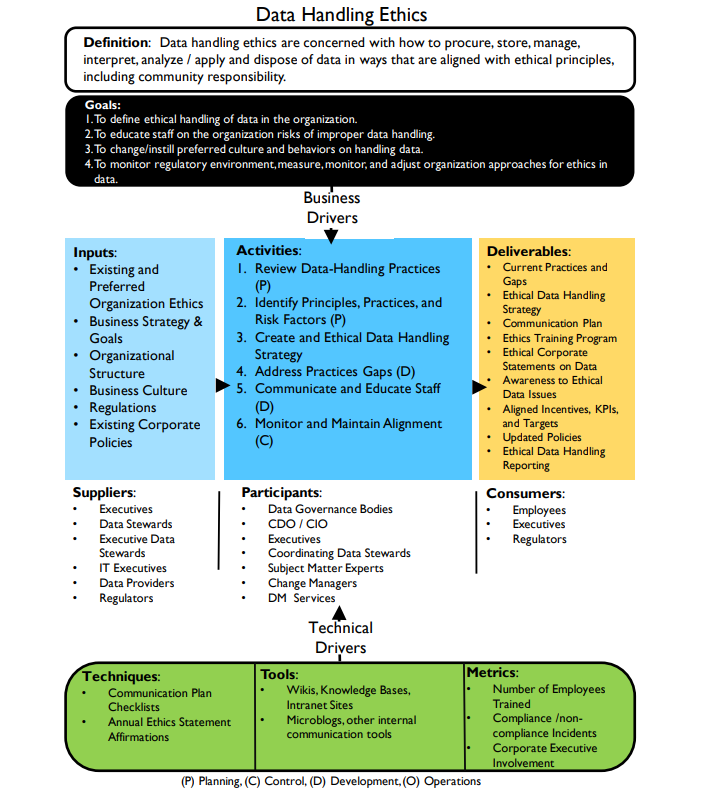 Data Handling Ethics
Definition: Data handling ethics are concerned with how to procure, store, manage,
interpret, analyze / apply and dispose of data in ways that are aligned with ethical principles,
including community responsibility.
Goals:
1.To define ethical handling of data in the organization.
2.To educate staff on the organization risks of improper data handling.
3.To change/instill preferred culture and behaviors on handling data.
4.To monitor regulatory environment, measure, monitor, and adjust organization approaches for ethics in
data.
Business
Drivers
Inputs:
• Existing and
Preferred
Organization Ethics
• Business Strategy &
Goals
• Organizational
Structure
• Business Culture
• Regulations
• Existing Corporate
Policies
Activities:
1. Review Data-Handling Practices
(P)
2. Identify Principles, Practices, and
Risk Factors (P)
3. Create and Ethical Data Handling
Strategy
4. Address Practices Gaps (D)
5. Communicate and Educate Staff
(D)
6. Monitor and Maintain Alignment
(C)
Deliverables:
• Current Practices and
Gaps
• Ethical Data Handling
Strategy
• Communication Plan
• Ethics Training Program
• Ethical Corporate
Statements on Data
• Awareness to Ethical
Data Issues
• Aligned Incentives, KPIs,
and Targets
• Updated Policies
• Ethical Data Handling
Reporting
Suppliers:
• Executives
• Data Stewards
• Executive Data
Stewards
• IT Executives
• Data Providers
• Regulators
Participants:
• Data Governance Bodies
• CDO / CIO
• Executives
• Coordinating Data Stewards
• Subject Matter Experts
• Change Managers
• DM Services
Consumers:
• Employees
• Executives
• Regulators
Technical
Drivers
Techniques:
• Communication Plan
Checklists
• Annual Ethics Statement
Affirmations
Tools:
• Wikis, Knowledge Bases,
Intranet Sites
• Microblogs, other internal
communication tools
Metrics:
• Number of Employees
Trained
• Compliance /non-
compliance Incidents
• Corporate Executive
Involvement
(P) Planning, (C) Control, (D) Development, (O) Operations